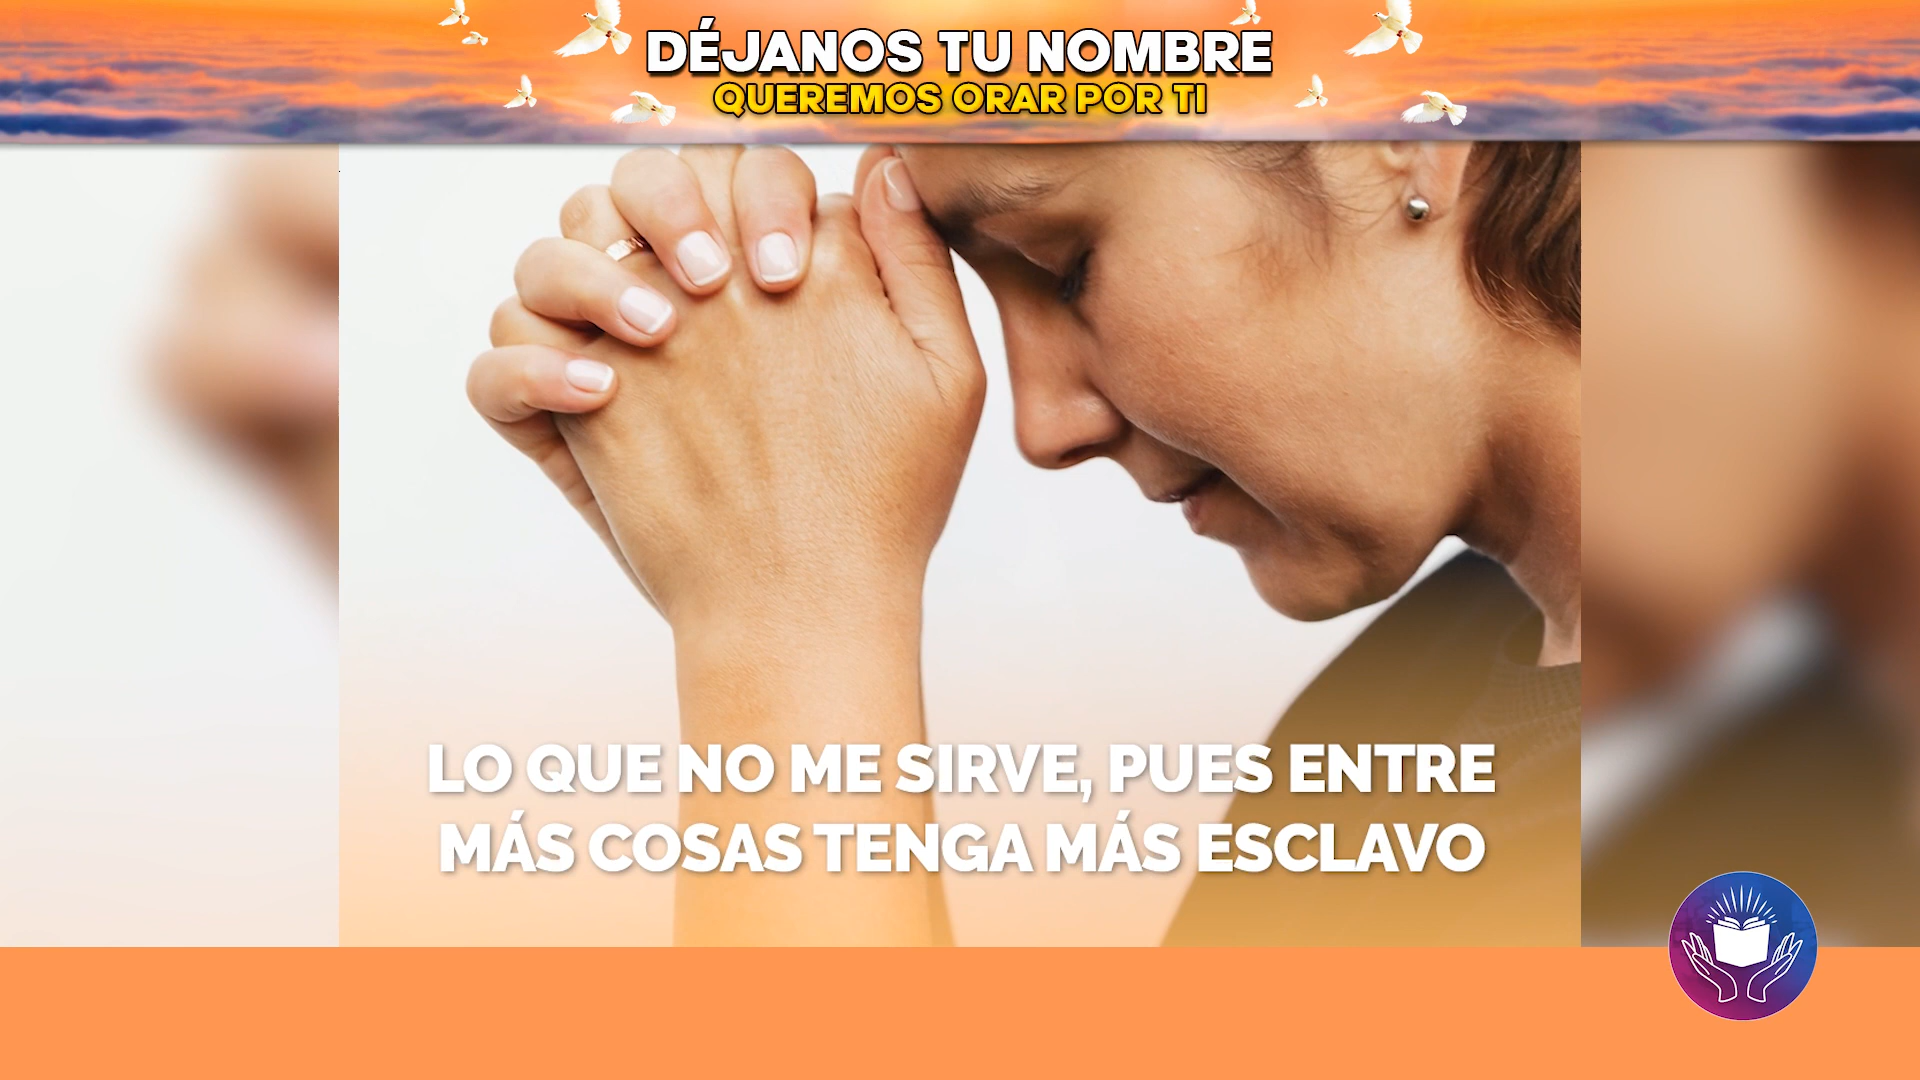 DÉJANOS TU NOMBRE
QUEREMOS ORAR POR TI
LO QUE NO ME SIRVE, PUES ENTRE
MÁS COSAS TENGA MÁS ESCLAVO